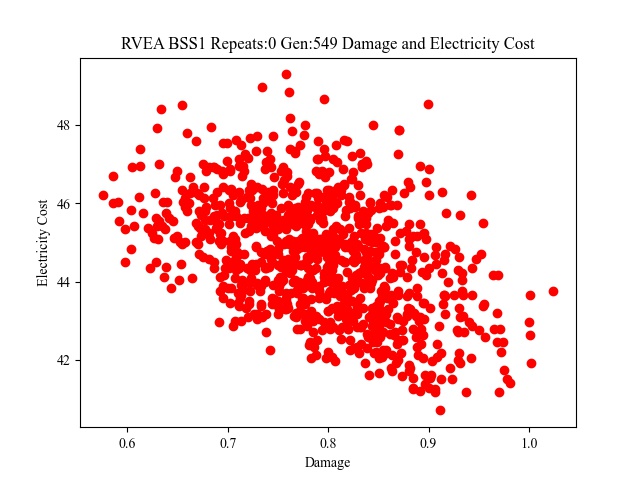 RVEA BSS1 Repeats:0 Gen:549 Damage and Electricity Cost
48
46
44
42
Electricity Cost
0.6 0.7 0.8 0.9 1.0
Damage